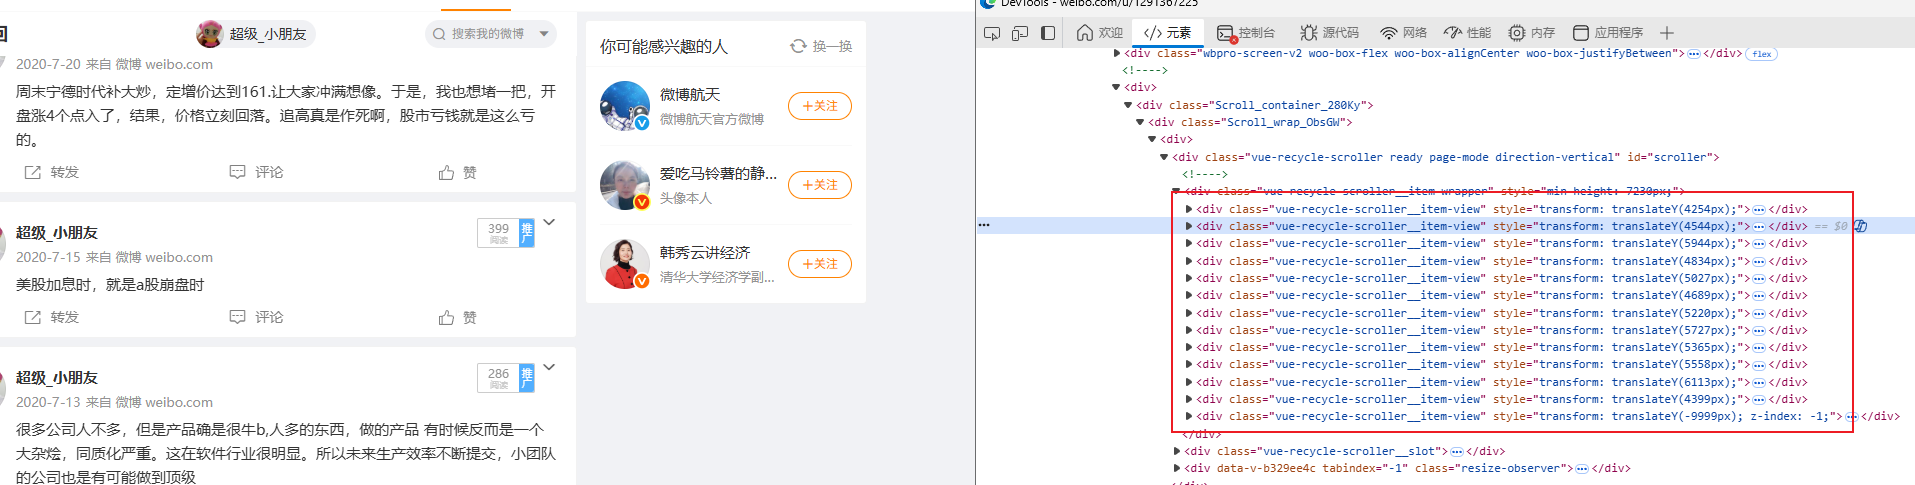 回
超级_小朋友
搜索我的微博
2020-7-20 来自 微博 weibo.com
周末宁德时代补大炒，定增价达到161.让大家冲满想像。于是，我也想堵一把，开
盘涨4个点入了，结果，价格立刻回落。追高真是作死啊，股市亏钱就是这么亏
的。
转发 评论 赞
超级_小朋友
399
阅读
推广
2020-7-15 来自 微博 weibo.com
美股加息时，就是a股崩盘时
转发 评论 赞
超级_小朋友
286
阅读
推广
2020-7-13 来自 微博 weibo.com
很多公司人不多，但是产品确是很牛b,人多的东西，做的产品 有时候反而是一个
大杂烩，同质化严重。这在软件行业很明显。所以未来生产效率不断提交，小团队
的公司也是有可能做到顶级
你可能感兴趣的人 换一换
微博航天
微博航天官方微博
+关注
爱吃马铃薯的静...
头像本人
+关注
韩秀云讲经济
清华大学经济学副...
+关注
DevTools - weibo.com/u/1291367225
欢迎 </> 元素 控制台 源代码 网络 性能 内存 应用程序
<div class="wbpro-screen-v2 woo-box-flex woo-box-alignCenter woo-box-justifyBetween">…</div> flex
<!---->
<div>
<div class="Scroll_container_280Ky">
<div class="Scroll_wrap_ObsGW">
<div>
<div class="vue-recycle-scroller ready page-mode direction-vertical" id="scroller">
<!---->
<div class="vue-recycle-scroller__item-wrapper" style="min-height: 7230px;">
<div class="vue-recycle-scroller__item-view" style="transform: translateY(4254px);">…</div>
<div class="vue-recycle-scroller__item-view" style="transform: translateY(4544px);">…</div> == $0
<div class="vue-recycle-scroller__item-view" style="transform: translateY(5944px);">…</div>
<div class="vue-recycle-scroller__item-view" style="transform: translateY(4834px);">…</div>
<div class="vue-recycle-scroller__item-view" style="transform: translateY(5027px);">…</div>
<div class="vue-recycle-scroller__item-view" style="transform: translateY(4689px);">…</div>
<div class="vue-recycle-scroller__item-view" style="transform: translateY(5220px);">…</div>
<div class="vue-recycle-scroller__item-view" style="transform: translateY(5727px);">…</div>
<div class="vue-recycle-scroller__item-view" style="transform: translateY(5365px);">…</div>
<div class="vue-recycle-scroller__item-view" style="transform: translateY(5558px);">…</div>
<div class="vue-recycle-scroller__item-view" style="transform: translateY(6113px);">…</div>
<div class="vue-recycle-scroller__item-view" style="transform: translateY(4399px);">…</div>
<div class="vue-recycle-scroller__item-view" style="transform: translateY(-9999px); z-index: -1;">…</div>
</div>
<div class="vue-recycle-scroller__slot">…</div>
<div data-v-b329ee4c tabindex="-1" class="resize-observer">…</div>
</div>